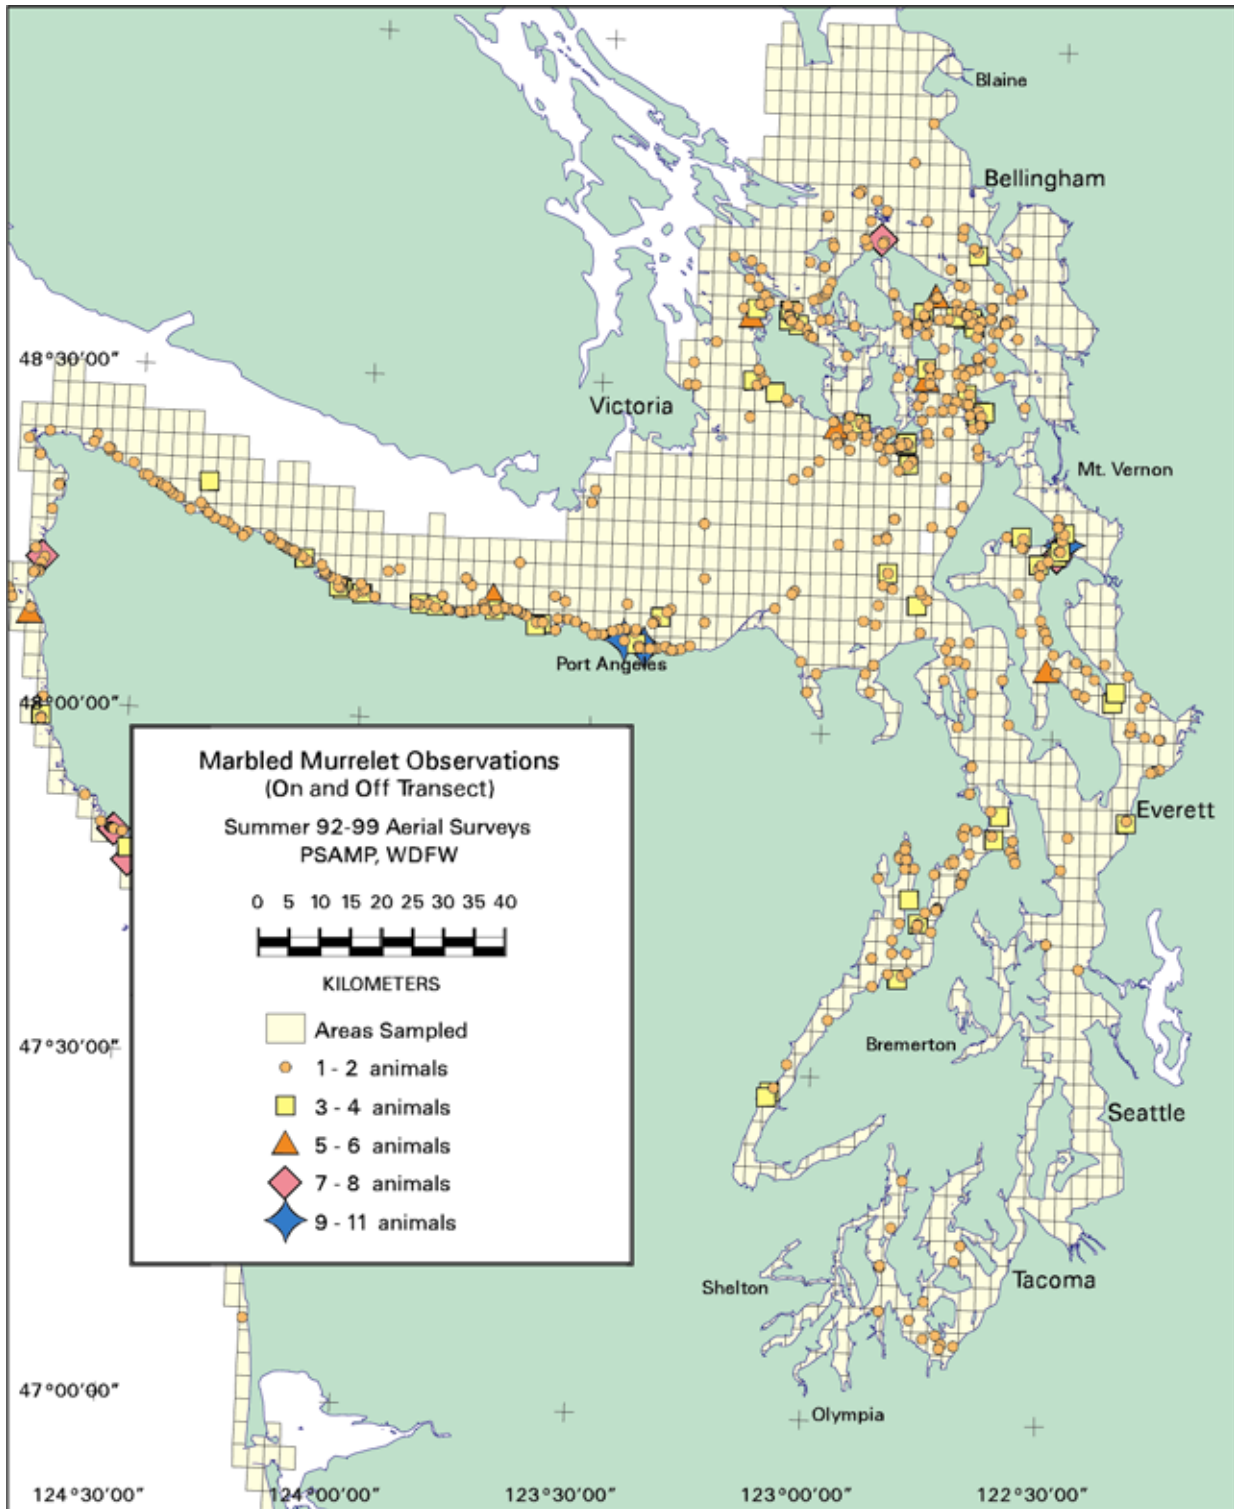 Blaine
Bellingham
48°30'00"
Victoria
Mt. Vernon
Port Angeles
48°00'00"
Marbled Murrelet Observations
(On and Off Transect)
Summer 92-99 Aerial Surveys
PSAMP, WDFW
0 5 10 15 20 25 30 35 40
KILOMETERS
Areas Sampled
1 - 2 animals
3 - 4 animals
5 - 6 animals
7 - 8 animals
9 - 11 animals
Everett
47°30'00"
Bremerton
Seattle
Shelton
Tacoma
47°00'00"
Olympia
124°30'00" 124°00'00" 123°30'00" 123°00'00" 122°30'00"